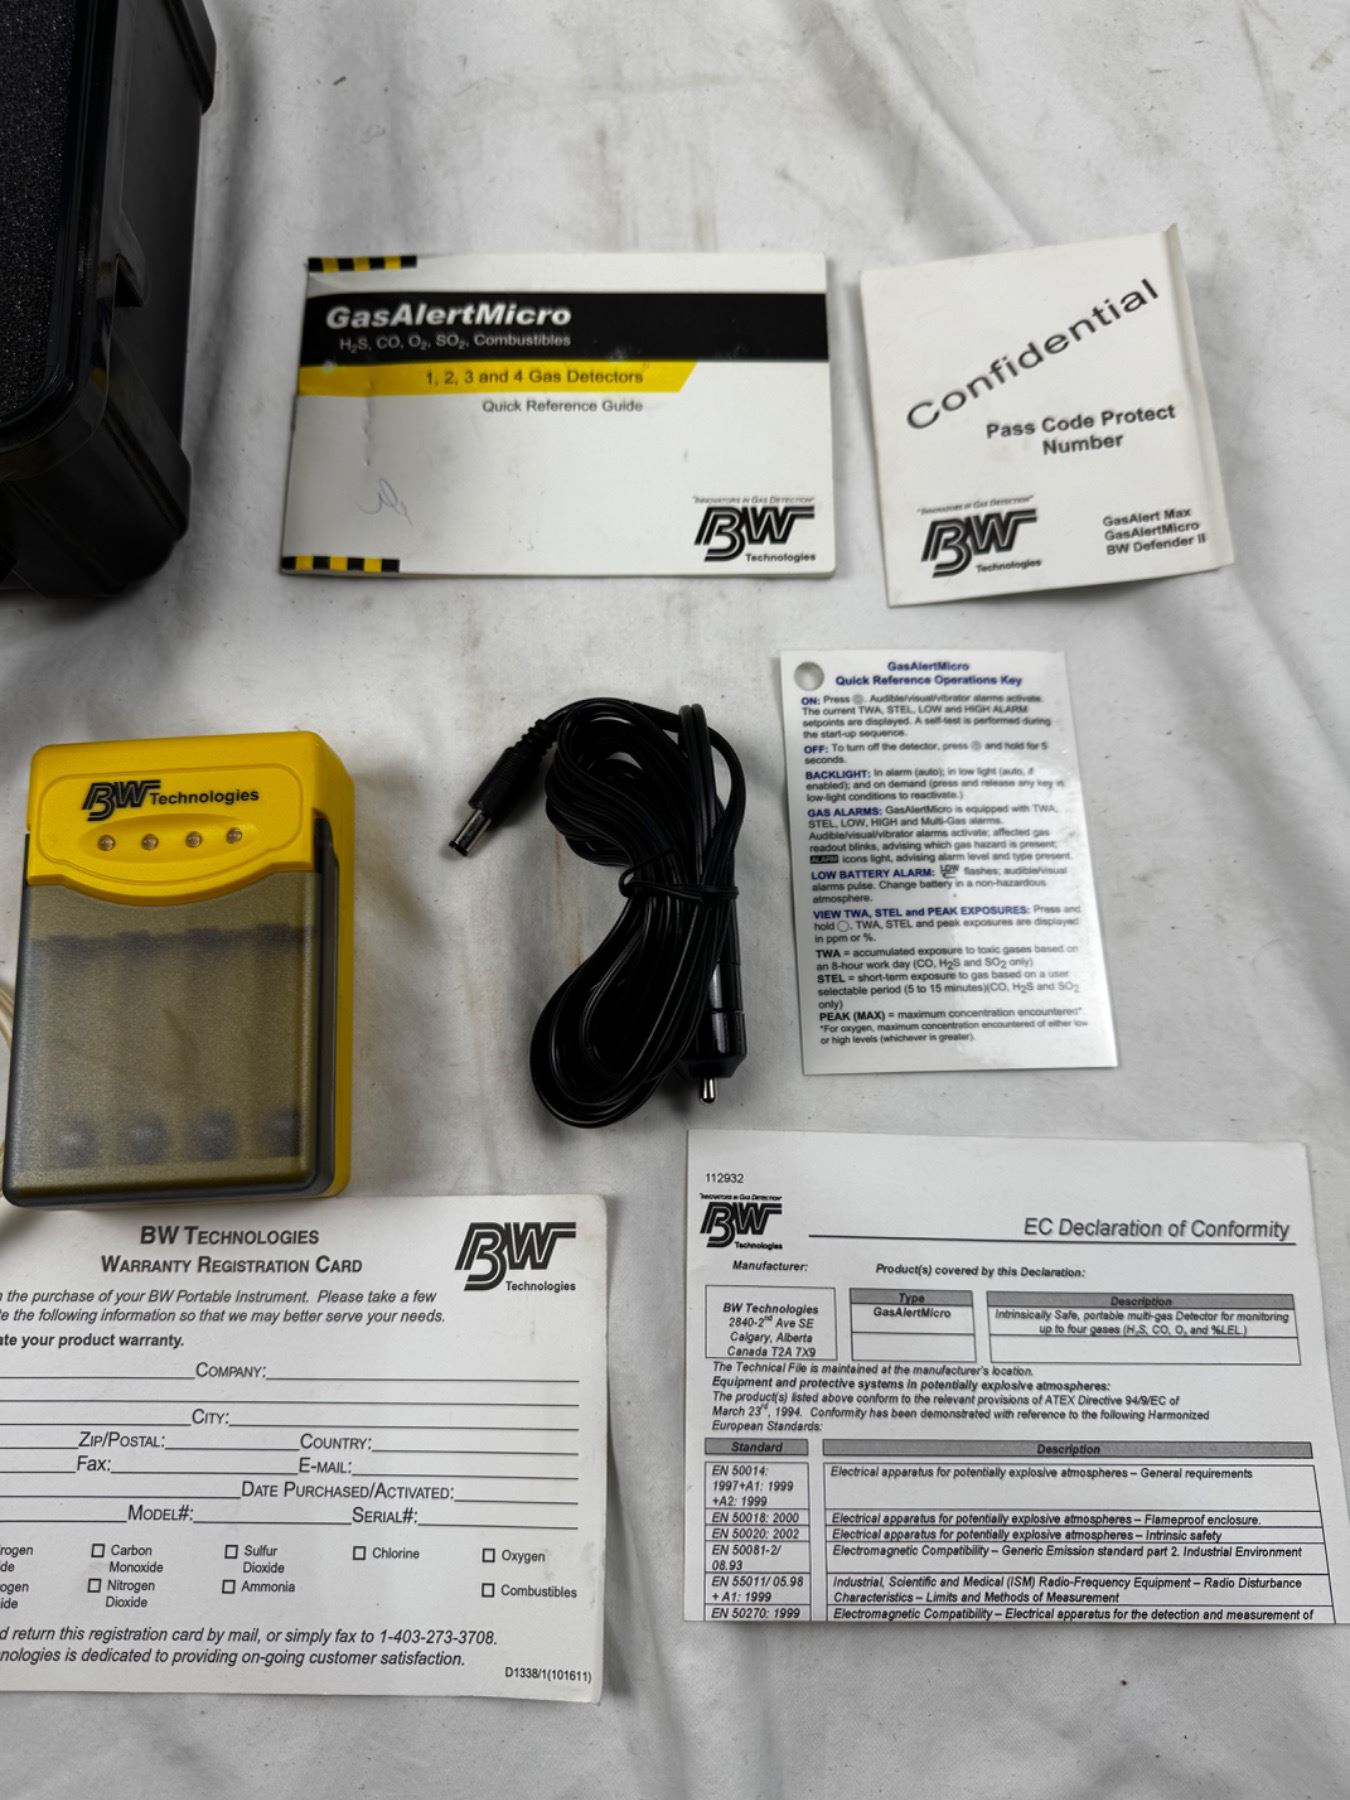 GasAlertMicro
H₂S, CO, O₂, SO₂, Combustibles
1, 2, 3 and 4 Gas Detectors
Quick Reference Guide
"INNOVATORS IN GAS DETECTION"
BW
Technologies
Confidential
Pass Code Protect
Number
"INNOVATORS IN GAS DETECTION"
BW
Technologies
GasAlert Max
GasAlertMicro
BW Defender II
GasAlertMicro
Quick Reference Operations Key
ON: Press . Audible/visual/vibrator alarms activate.
The current TWA, STEL, LOW and HIGH ALARM
setpoints are displayed. A self-test is performed during
the start-up sequence.
OFF: To turn off the detector, press and hold for 5
seconds.
BACKLIGHT: In alarm (auto); in low light (auto, if
enabled); and on demand (press and release any key in
low-light conditions to reactivate.)
GAS ALARMS: GasAlertMicro is equipped with TWA,
STEL, LOW, HIGH and Multi-Gas alarms.
Audible/visual/vibrator alarms activate; affected gas
readout blinks, advising which gas hazard is present;
ALARM icons light, advising alarm level and type present.
LOW BATTERY ALARM: LOW flashes; audible/visual
alarms pulse. Change battery in a non-hazardous
atmosphere.
VIEW TWA, STEL and PEAK EXPOSURES: Press and
hold . TWA, STEL and peak exposures are displayed
in ppm or %.
TWA = accumulated exposure to toxic gases based on
an 8-hour work day (CO, H₂S and SO₂ only)
STEL = short-term exposure to gas based on a user
selectable period (5 to 15 minutes)(CO, H₂S and SO₂
only)
PEAK (MAX) = maximum concentration encountered*
*For oxygen, maximum concentration encountered of either low
or high levels (whichever is greater).
BW Technologies
BW TECHNOLOGIES
WARRANTY REGISTRATION CARD
BW
Technologies
the purchase of your BW Portable Instrument. Please take a few
the following information so that we may better serve your needs.
your product warranty.
COMPANY:
CITY:
ZIP/POSTAL: COUNTRY:
FAX: E-MAIL:
DATE PURCHASED/ACTIVATED:
MODEL#: SERIAL#:
Carbon Monoxide
Sulfur Dioxide
Chlorine
Oxygen
Nitrogen Dioxide
Ammonia
Combustibles
return this registration card by mail, or simply fax to 1-403-273-3708.
is dedicated to providing on-going customer satisfaction.
D1338/1(101611)
112932
"INNOVATORS IN GAS DETECTION"
BW
Technologies
EC Declaration of Conformity
Manufacturer: Product(s) covered by this Declaration:
BW Technologies
2840-2nd Ave SE
Calgary, Alberta
Canada T2A 7X9
Type Description
GasAlertMicro Intrinsically Safe, portable multi-gas Detector for monitoring
up to four gases (H₂S, CO, O₂ and %LEL)
The Technical File is maintained at the manufacturer's location.
Equipment and protective systems in potentially explosive atmospheres:
The product(s) listed above conform to the relevant provisions of ATEX Directive 94/9/EC of
March 23rd, 1994. Conformity has been demonstrated with reference to the following Harmonized
European Standards:
Standard Description
EN 50014: Electrical apparatus for potentially explosive atmospheres – General requirements
1997+A1: 1999
+A2: 1999
EN 50018: 2000 Electrical apparatus for potentially explosive atmospheres – Flameproof enclosure.
EN 50020: 2002 Electrical apparatus for potentially explosive atmospheres – Intrinsic safety
EN 50081-2/ Electromagnetic Compatibility – Generic Emission standard part 2. Industrial Environment
08.93
EN 55011/ 05.98 Industrial, Scientific and Medical (ISM) Radio-Frequency Equipment – Radio Disturbance
+ A1: 1999 Characteristics – Limits and Methods of Measurement
EN 50270: 1999 Electromagnetic Compatibility – Electrical apparatus for the detection and measurement of